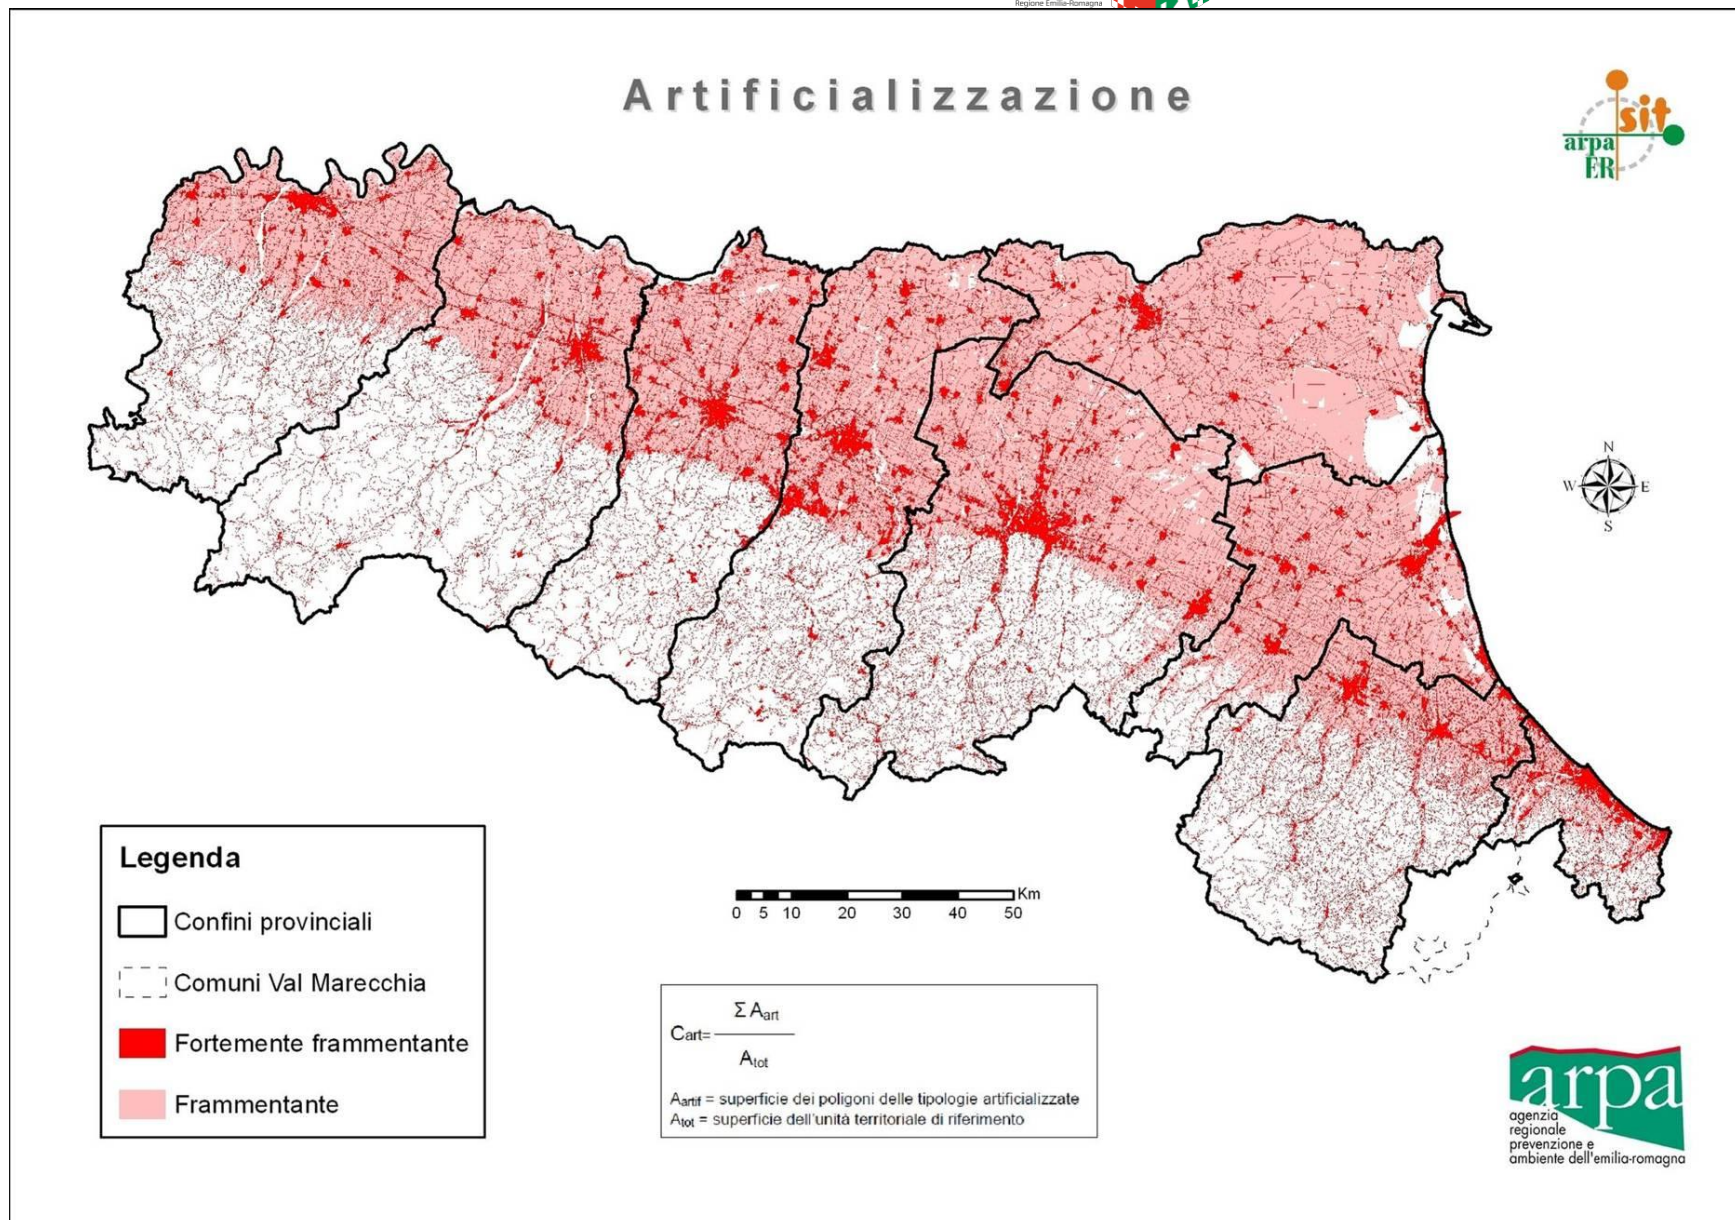 Regione Emilia-Romagna
Artificializzazione
sit
arpa
ER
N
W E
S
Legenda
Confini provinciali
Comuni Val Marecchia
Fortemente frammentante
Frammentante
Km
0 5 10 20 30 40 50
Σ Aart
Cart=
Atot
Aartif = superficie dei poligoni delle tipologie artificializzate
Atot = superficie dell'unità territoriale di riferimento
arpa
agenzia
regionale
prevenzione e
ambiente dell'emilia-romagna